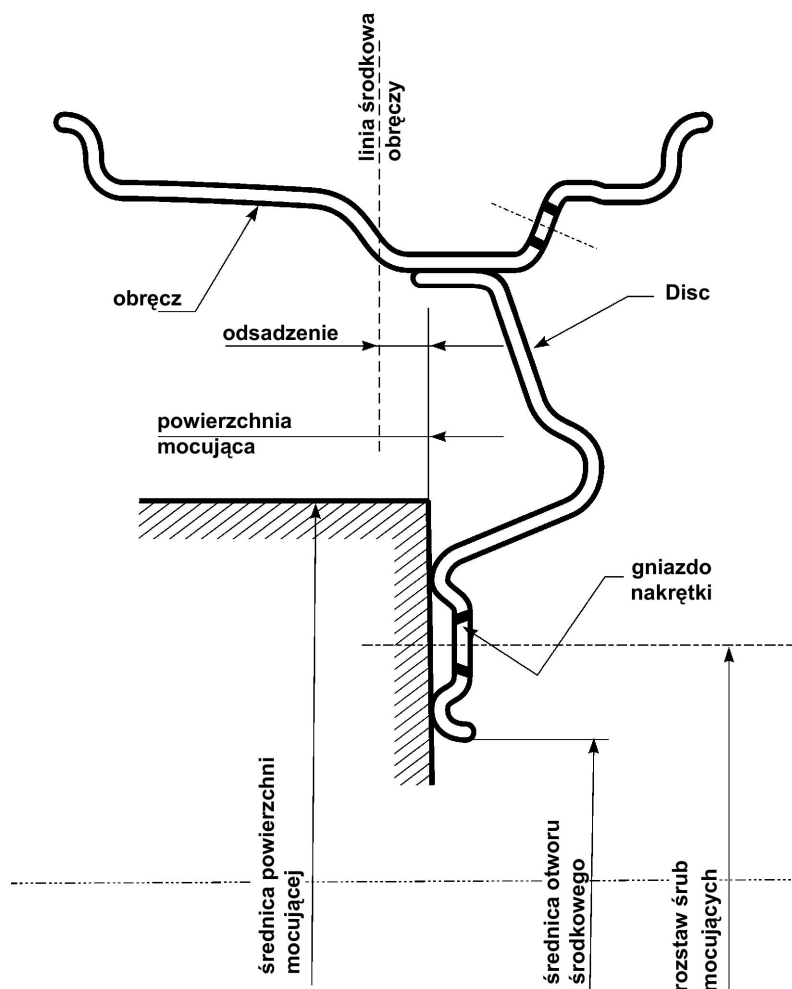 linia środkowa
obręczy
obręcz
Disc
odsadzenie
powierzchnia
mocująca
gniazdo
nakrętki
średnica powierzchni
mocującej
średnica otworu
środkowego
rozstaw śrub
mocujących